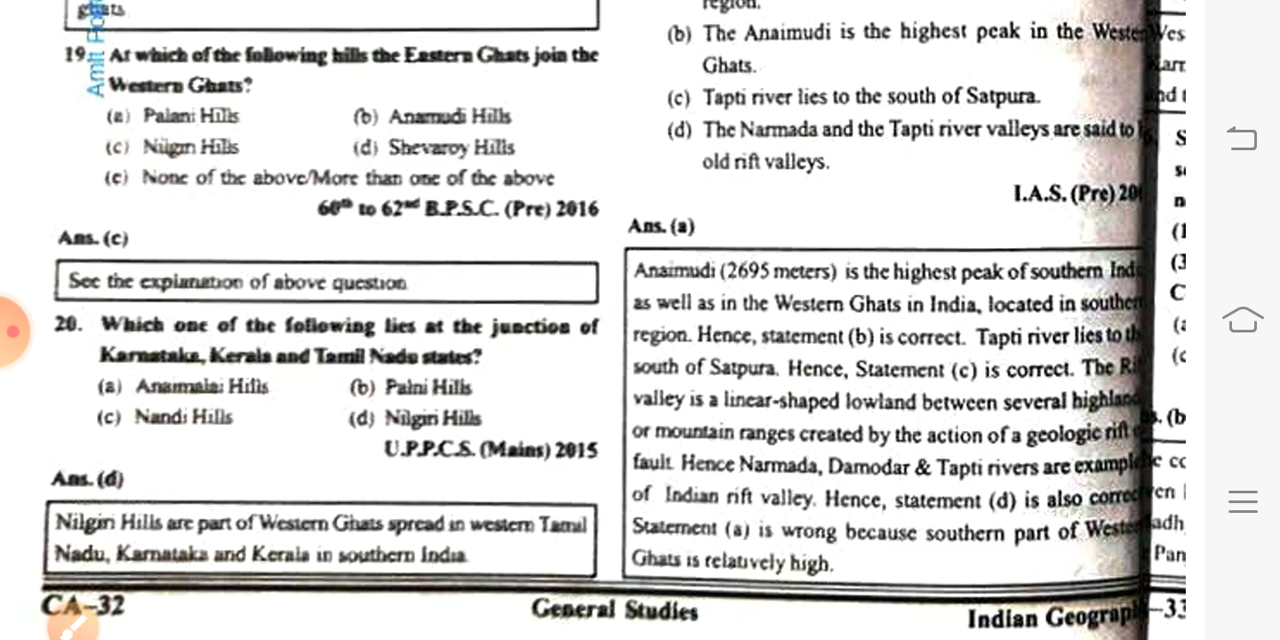 ghats
19. At which of the following hills the Eastern Ghats join the
Western Ghats?
(a) Palani Hills (b) Anamudi Hills
(c) Nilgiri Hills (d) Shevaroy Hills
(e) None of the above/More than one of the above
60th to 62nd B.P.S.C. (Pre) 2016
Ans. (c)
See the explanation of above question
20. Which one of the following lies at the junction of
Karnataka, Kerala and Tamil Nadu states?
(a) Anaimalai Hills (b) Palni Hills
(c) Nandi Hills (d) Nilgiri Hills
U.P.P.C.S. (Mains) 2015
Ans. (d)
Nilgiri Hills are part of Western Ghats spread in western Tamil
Nadu, Karnataka and Kerala in southern India
CA-32
General Studies
Amit
region.
(b) The Anaimudi is the highest peak in the Western
Ghats.
(c) Tapti river lies to the south of Satpura.
(d) The Narmada and the Tapti river valleys are said to
old rift valleys.
I.A.S. (Pre) 20
Ans. (a)
Anaimudi (2695 meters) is the highest peak of southern Ind
as well as in the Western Ghats in India, located in southern
region. Hence, statement (b) is correct. Tapti river lies to th
south of Satpura. Hence, Statement (c) is correct. The Ri
valley is a linear-shaped lowland between several highland
or mountain ranges created by the action of a geologic rift
fault. Hence Narmada, Damodar & Tapti rivers are example
of Indian rift valley. Hence, statement (d) is also correct
Statement (a) is wrong because southern part of Western
Ghats is relatively high.
Indian Geograp
-33